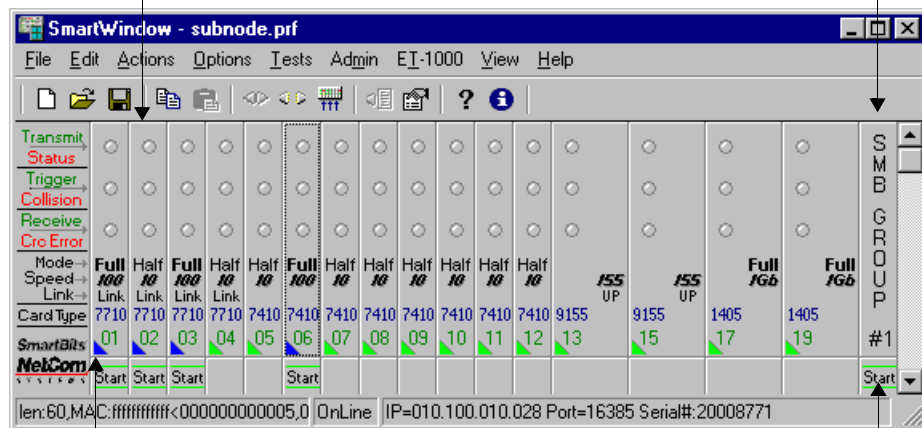 SmartWindow - subnode.prf
File Edit Actions Options Tests Admin ET-1000 View Help
Transmit
Status
Trigger
Collision
Receive
Crc Error
Mode→ Full Half Full Half Half Full Half Half Half Half Half Half Full Full
Speed→ 100 10 100 10 10 100 10 10 10 10 10 10 155 155 1Gb 1Gb
Link→ Link Link Link Link UP UP
Card Type 7710 7710 7710 7710 7410 7410 7410 7410 7410 7410 7410 7410 9155 9155 1405 1405
SmartBits 01 02 03 04 05 06 07 08 09 10 11 12 13 15 17 19
NetCom
SYSTEMS
Start Start Start Start Start
SMB GROUP #1
len:60,MAC:ffffffffffff<000000000005,0 OnLine IP=010.100.010.028 Port=16385 Serial#:20008771